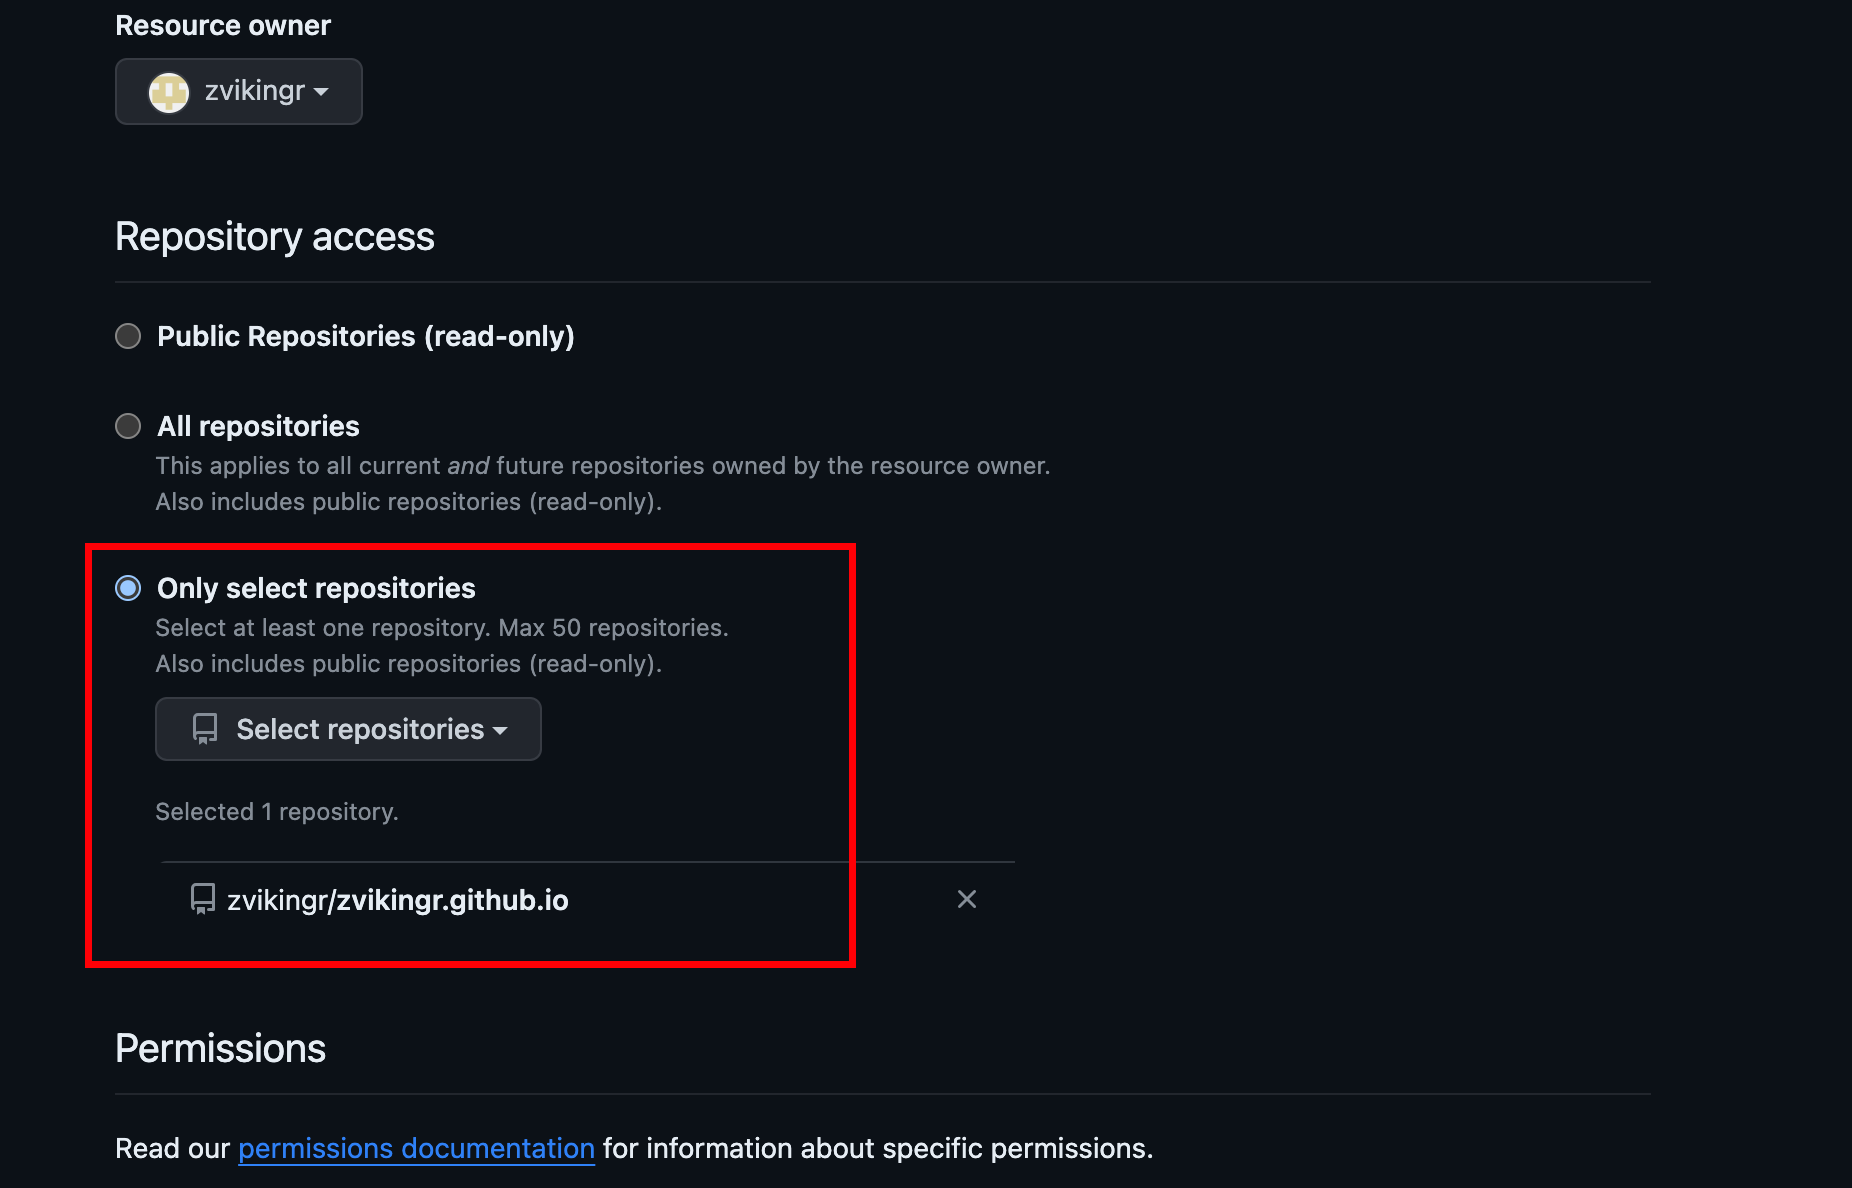 Resource owner
zvikingr
Repository access
Public Repositories (read-only)
All repositories
This applies to all current and future repositories owned by the resource owner.
Also includes public repositories (read-only).
Only select repositories
Select at least one repository. Max 50 repositories.
Also includes public repositories (read-only).
Select repositories
Selected 1 repository.
zvikingr/zvikingr.github.io
Permissions
Read our permissions documentation for information about specific permissions.